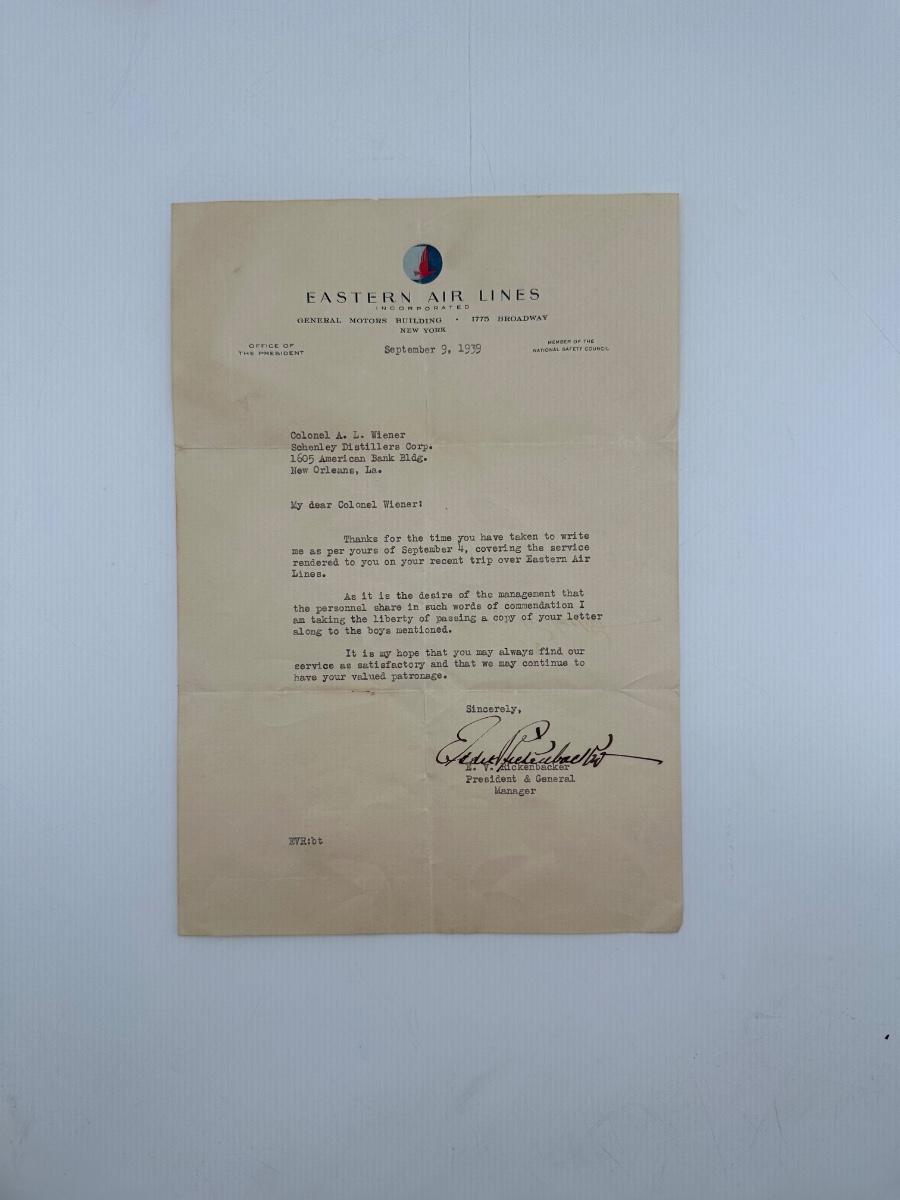 EASTERN AIR LINES
INCORPORATED
GENERAL MOTORS BUILDING · 1775 BROADWAY
NEW YORK
OFFICE OF
THE PRESIDENT
September 9, 1939
MEMBER OF THE
NATIONAL SAFETY COUNCIL
Colonel A. L. Wiener
Schenley Distillers Corp.
1605 American Bank Bldg.
New Orleans, La.
My dear Colonel Wiener:
Thanks for the time you have taken to write
me as per yours of September 4, covering the service
rendered to you on your recent trip over Eastern Air
Lines.
As it is the desire of the management that
the personnel share in such words of commendation I
am taking the liberty of passing a copy of your letter
along to the boys mentioned.
It is my hope that you may always find our
service as satisfactory and that we may continue to
have your valued patronage.
Sincerely,
Eddie Rickenbacker
E. V. Rickenbacker
President & General
Manager
EVR:bt